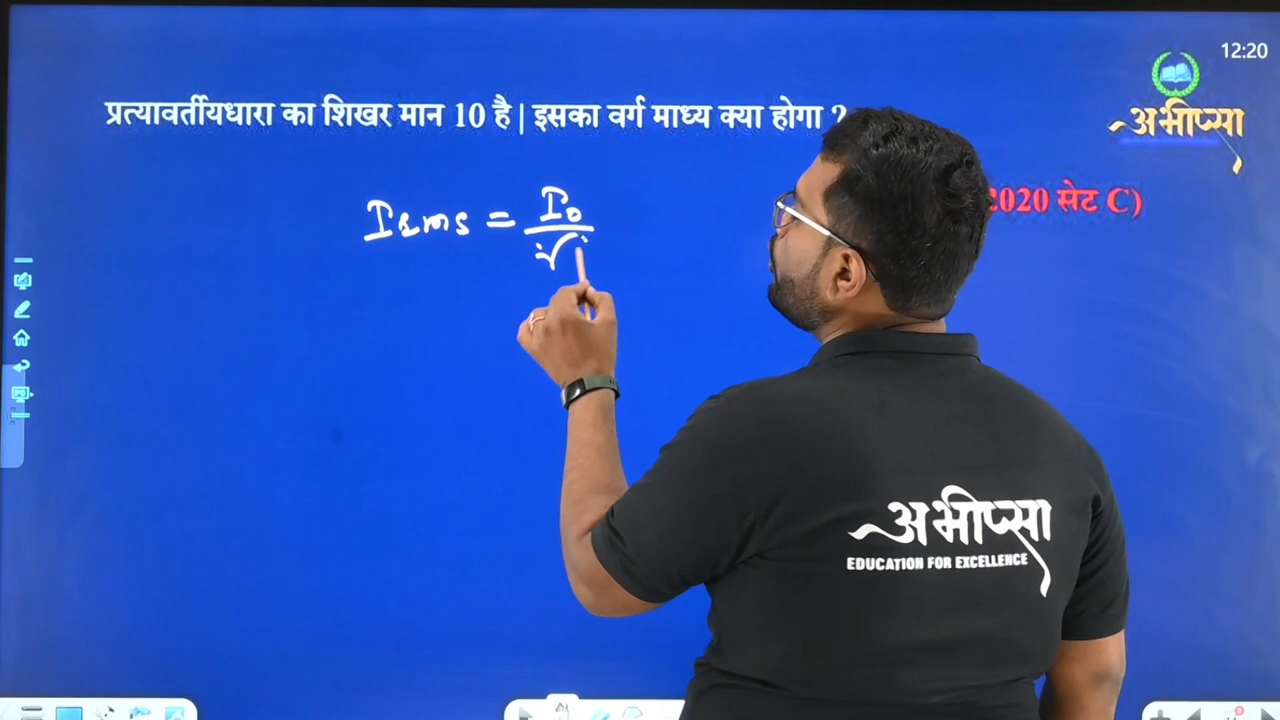 12:20
अभीप्सा
प्रत्यावर्तीयधारा का शिखर मान 10 है | इसका वर्ग माध्य क्या होगा ?
2020 सेट C)
Irms = I₀/√
अभीप्सा
EDUCATION FOR EXCELLENCE